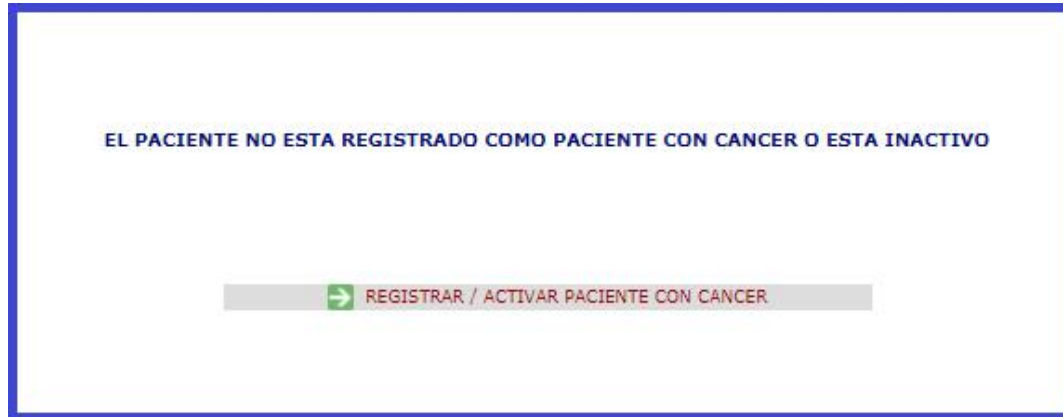 EL PACIENTE NO ESTA REGISTRADO COMO PACIENTE CON CANCER O ESTA INACTIVO
REGISTRAR / ACTIVAR PACIENTE CON CANCER